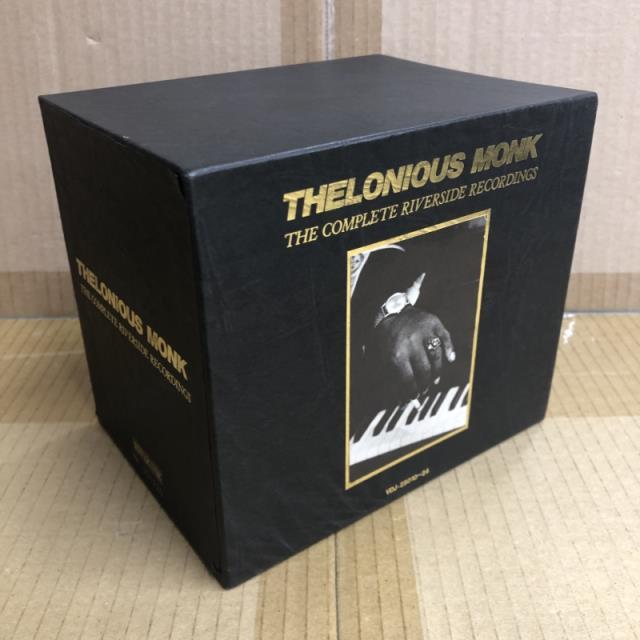 THELONIOUS MONK
THE COMPLETE RIVERSIDE RECORDINGS
THELONIOUS MONK
THE COMPLETE RIVERSIDE RECORDINGS